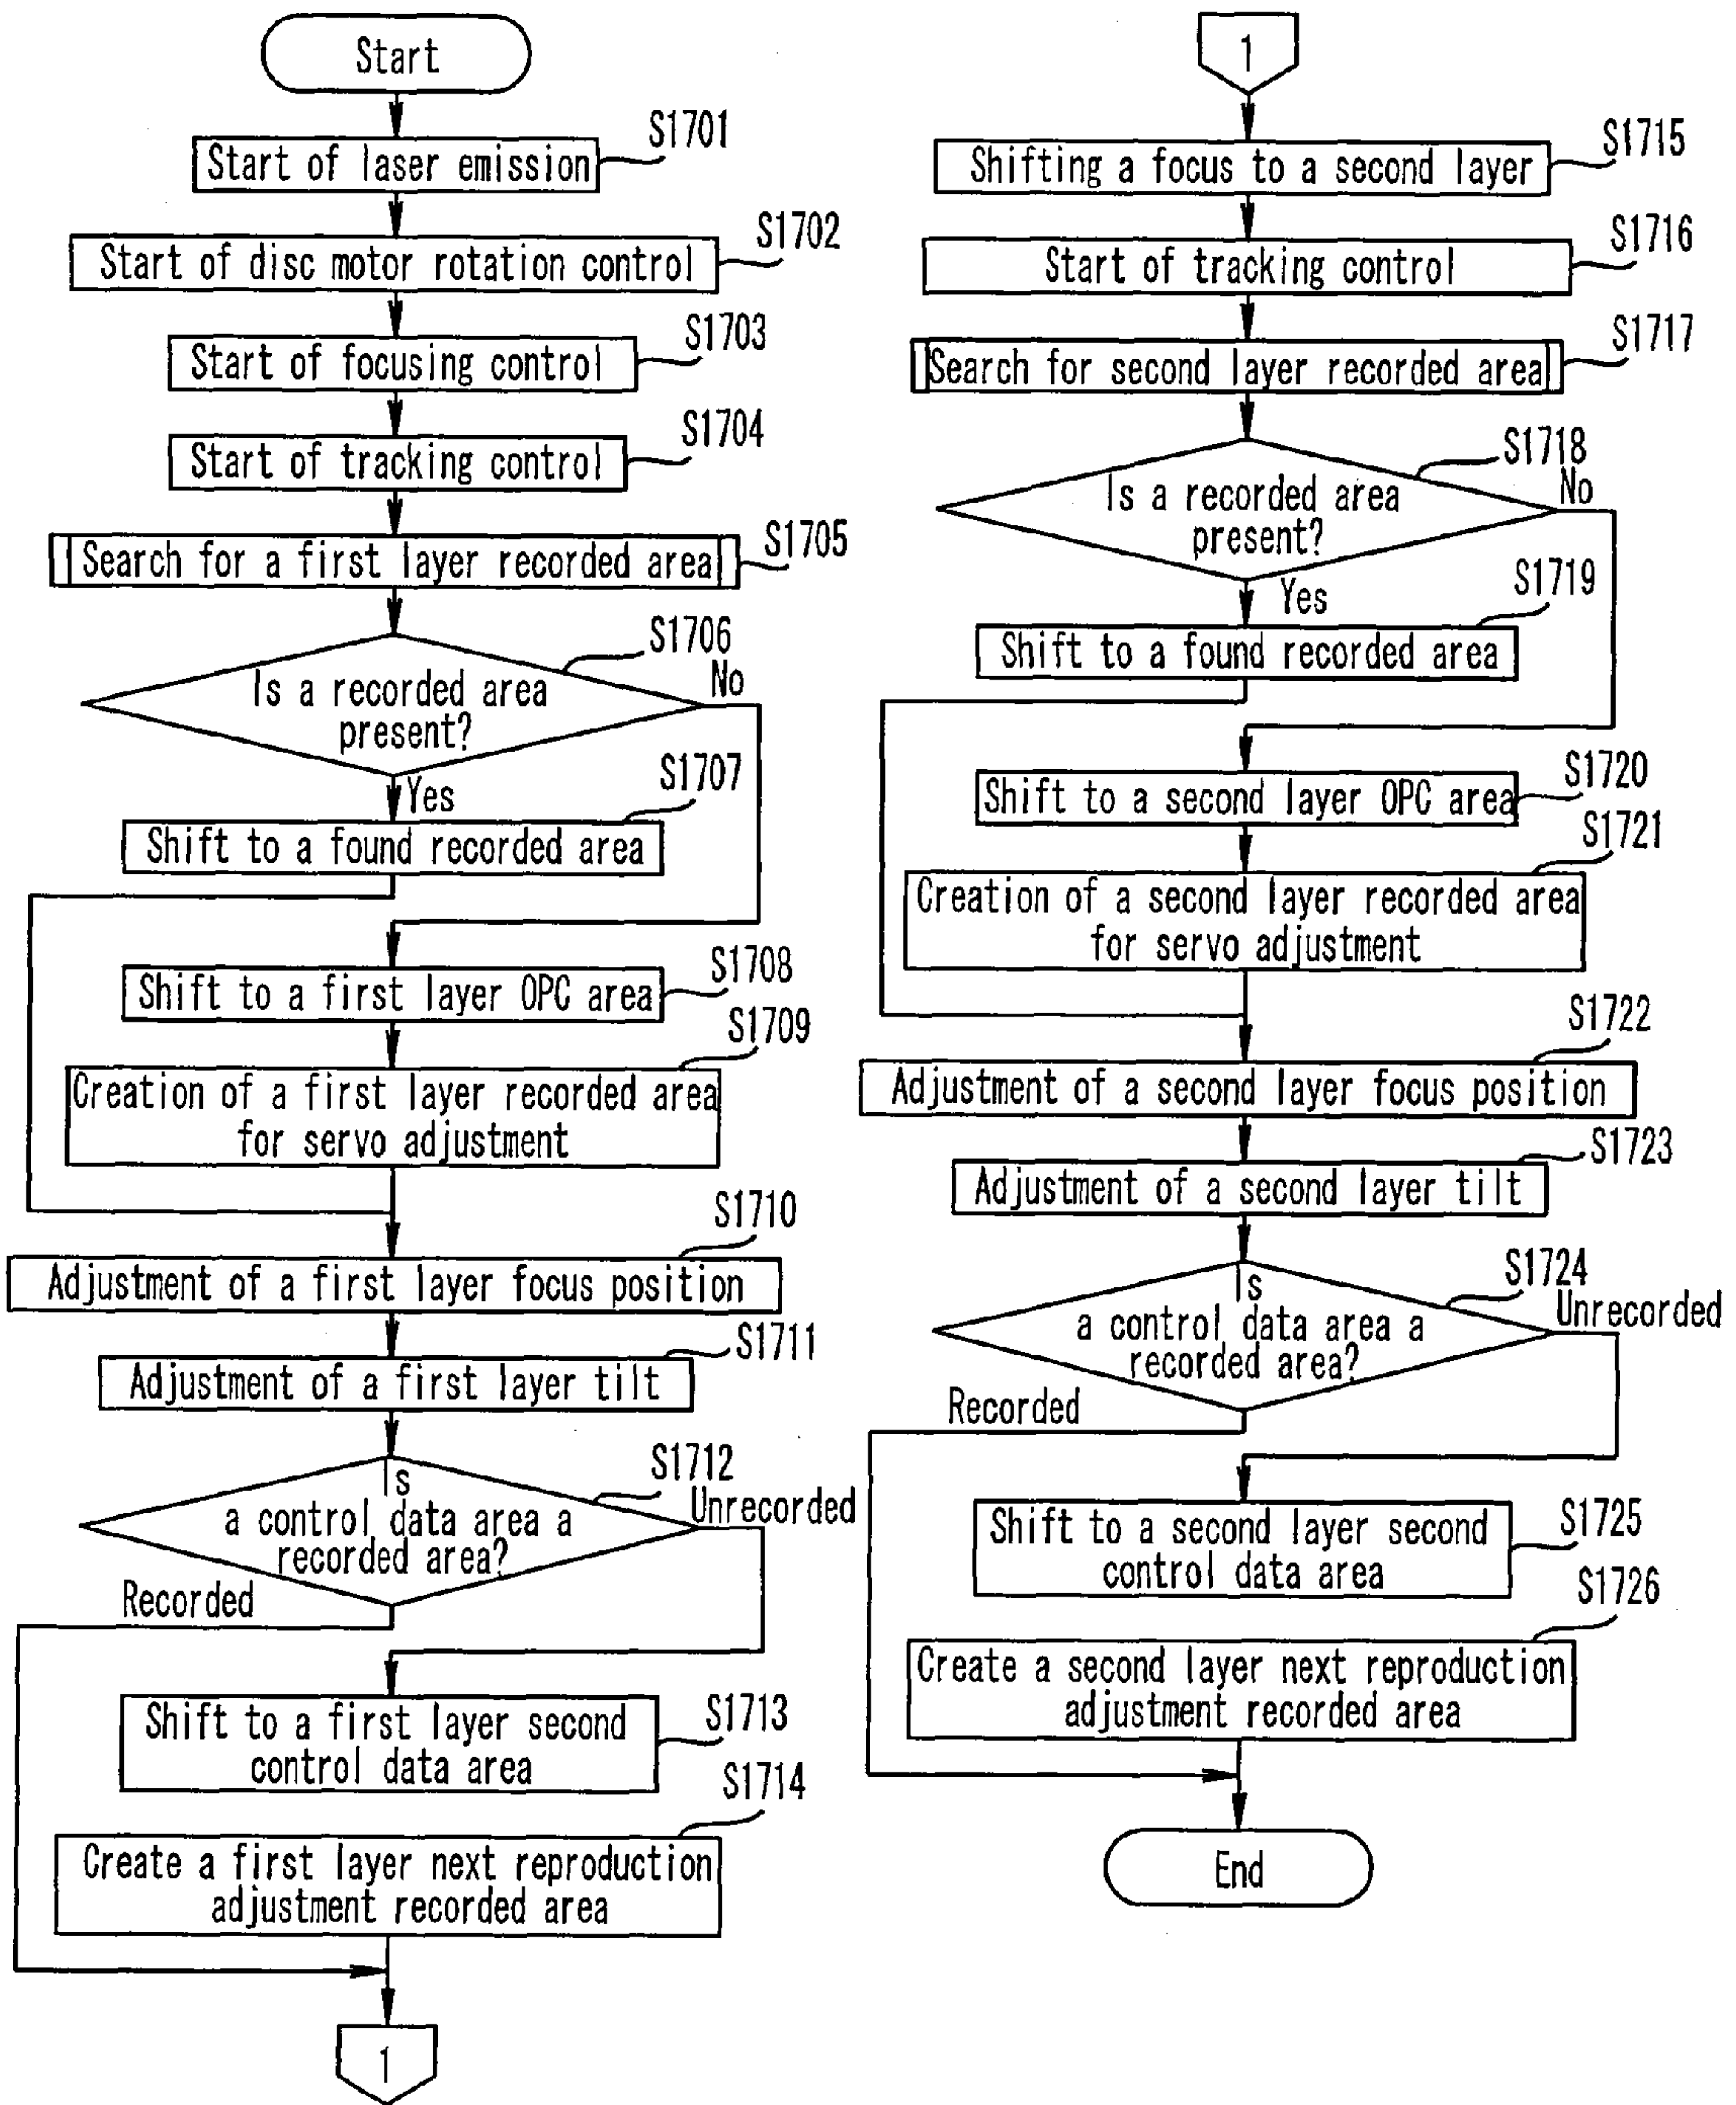 Start
S1701
Start of laser emission
S1702
Start of disc motor rotation control
S1703
Start of focusing control
S1704
Start of tracking control
S1705
Search for a first layer recorded area
S1706
Is a recorded area
present?
No
Yes
S1707
Shift to a found recorded area
S1708
Shift to a first layer OPC area
S1709
Creation of a first layer recorded area
for servo adjustment
S1710
Adjustment of a first layer focus position
S1711
Adjustment of a first layer tilt
S1712
Is
a control data area a
recorded area?
Unrecorded
Recorded
S1713
Shift to a first layer second
control data area
S1714
Create a first layer next reproduction
adjustment recorded area
1
1
S1715
Shifting a focus to a second layer
S1716
Start of tracking control
S1717
Search for second layer recorded area
S1718
Is a recorded area
present?
No
Yes
S1719
Shift to a found recorded area
S1720
Shift to a second layer OPC area
S1721
Creation of a second layer recorded area
for servo adjustment
S1722
Adjustment of a second layer focus position
S1723
Adjustment of a second layer tilt
S1724
Is
a control data area a
recorded area?
Unrecorded
Recorded
S1725
Shift to a second layer second
control data area
S1726
Create a second layer next reproduction
adjustment recorded area
End